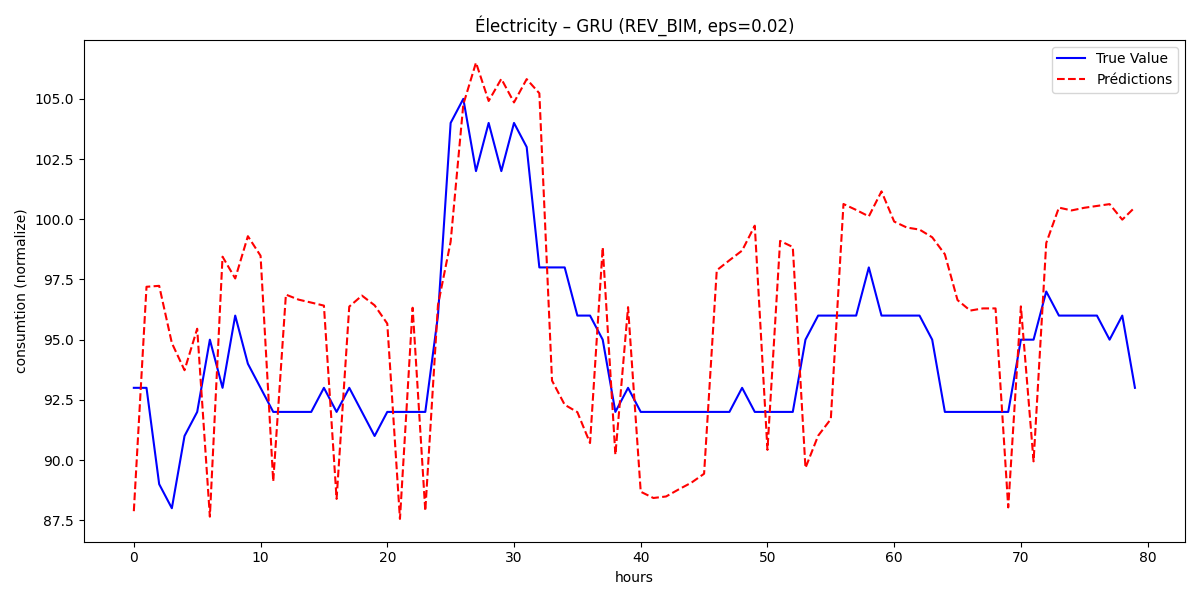 Électricity – GRU (REV_BIM, eps=0.02)
True Value
Prédictions
consumtion (normalize)
105.0
102.5
100.0
97.5
95.0
92.5
90.0
87.5
0 10 20 30 40 50 60 70 80
hours